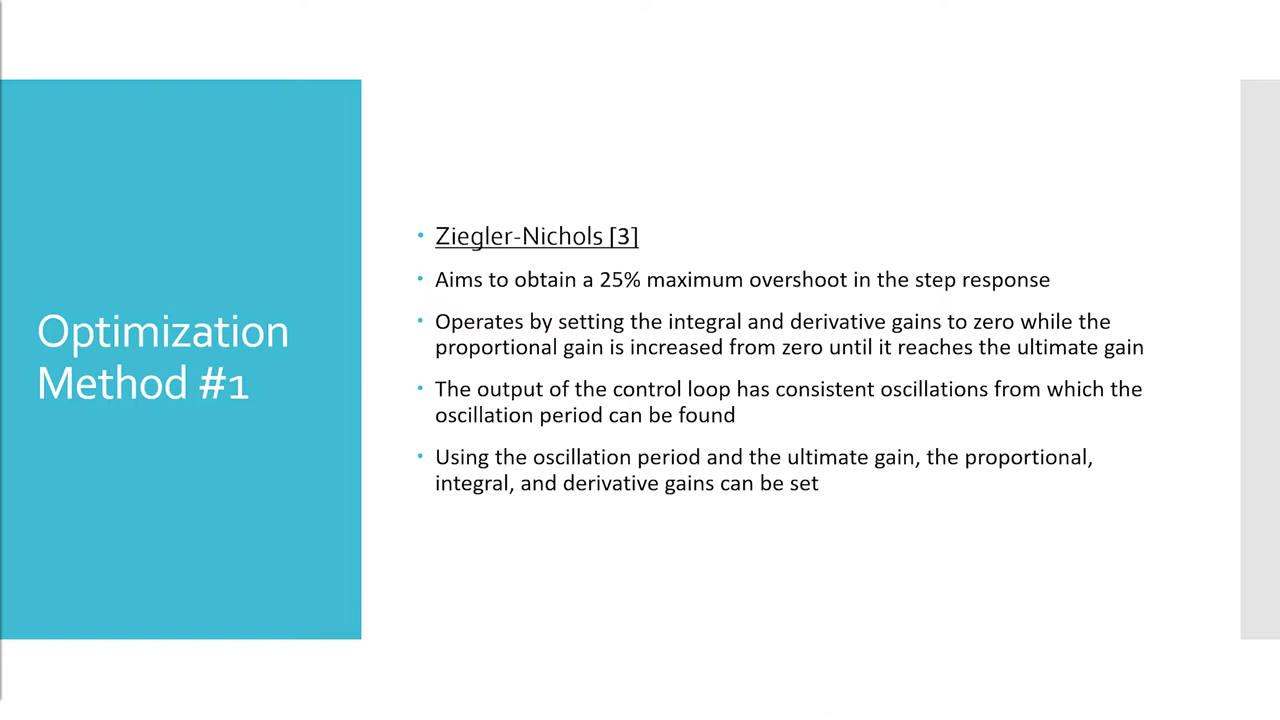 Optimization
Method #1
• Ziegler-Nichols [3]
• Aims to obtain a 25% maximum overshoot in the step response
• Operates by setting the integral and derivative gains to zero while the
proportional gain is increased from zero until it reaches the ultimate gain
• The output of the control loop has consistent oscillations from which the
oscillation period can be found
• Using the oscillation period and the ultimate gain, the proportional,
integral, and derivative gains can be set